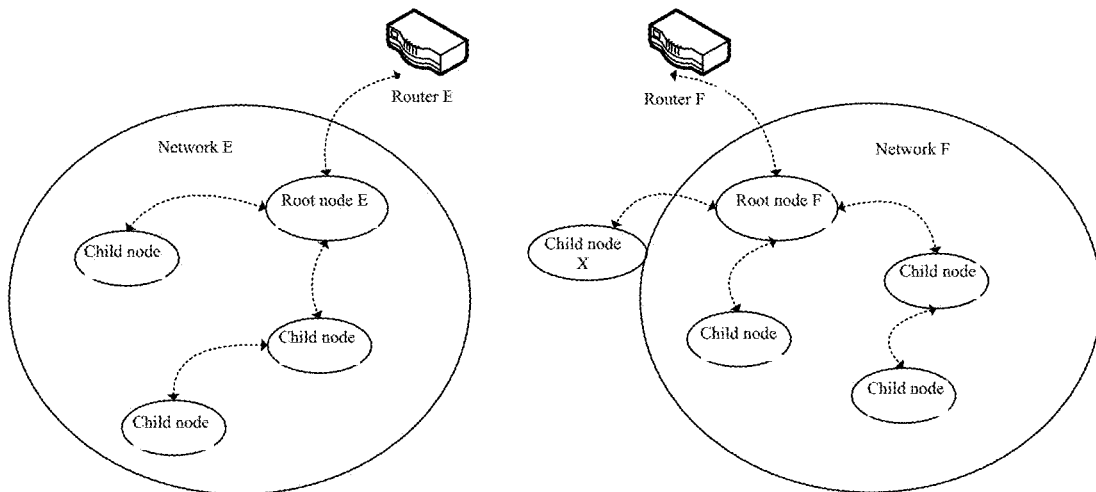 Router E
Router F
Network E
Network F
Root node E
Root node F
Child node
Child node
X
Child node
Child node
Child node
Child node
Child node